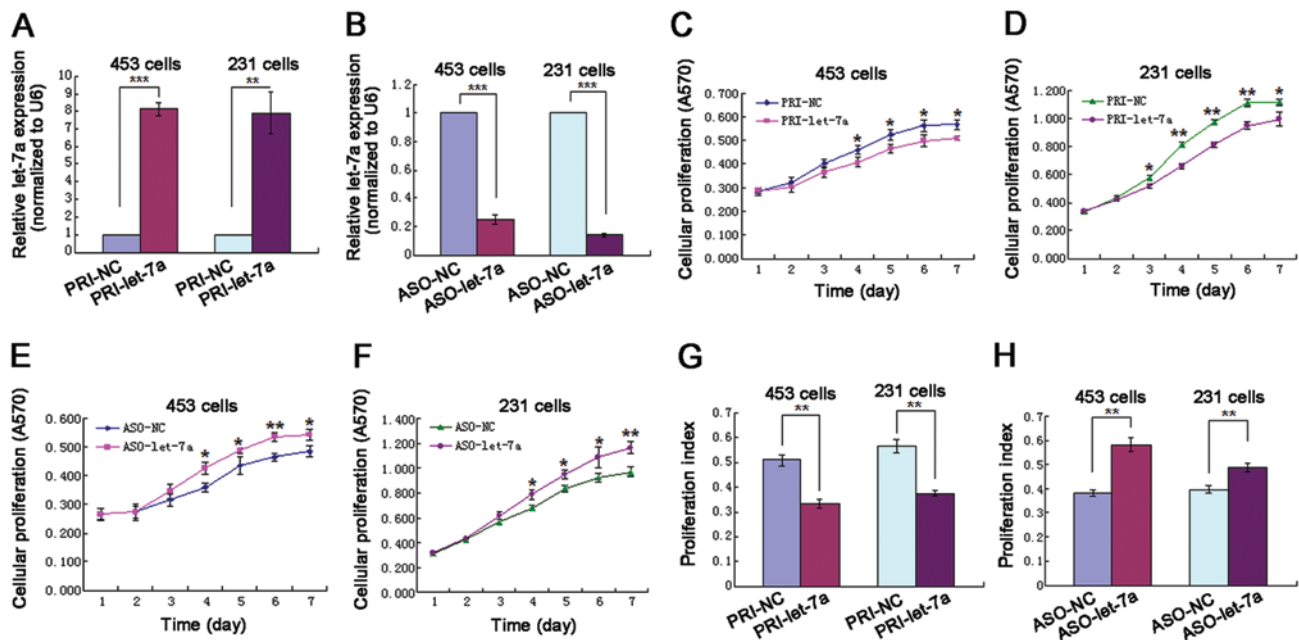 A
Relative let-7a expression
(normalized to U6)
453 cells 231 cells
*** **
10
9
8
7
6
5
4
3
2
1
0
PRI-NC
PRI-let-7a
PRI-NC
PRI-let-7a
B
Relative let-7a expression
(normalized to U6)
453 cells 231 cells
*** ***
1.2
1
0.8
0.6
0.4
0.2
0
ASO-NC
ASO-let-7a
ASO-NC
ASO-let-7a
C
453 cells
Cellular proliferation (A570)
PRI-NC
PRI-let-7a
0.700
0.600
0.500
0.400
0.300
0.200
0.100
0.000
* * * *
1 2 3 4 5 6 7
Time (day)
D
231 cells
Cellular proliferation (A570)
PRI-NC
PRI-let-7a
1.200
1.000
0.800
0.600
0.400
0.200
0.000
* ** ** ** *
1 2 3 4 5 6 7
Time (day)
E
453 cells
Cellular proliferation (A570)
ASO-NC
ASO-let-7a
0.600
0.500
0.400
0.300
0.200
0.100
0.000
* * ** *
1 2 3 4 5 6 7
Time (day)
F
231 cells
Cellular proliferation (A570)
ASO-NC
ASO-let-7a
1.400
1.200
1.000
0.800
0.600
0.400
0.200
0.000
* * * **
1 2 3 4 5 6 7
Time (day)
G
453 cells 231 cells
** **
Proliferation index
0.7
0.6
0.5
0.4
0.3
0.2
0.1
0
PRI-NC
PRI-let-7a
PRI-NC
PRI-let-7a
H
453 cells 231 cells
** **
Proliferation index
0.7
0.6
0.5
0.4
0.3
0.2
0.1
0
ASO-NC
ASO-let-7a
ASO-NC
ASO-let-7a